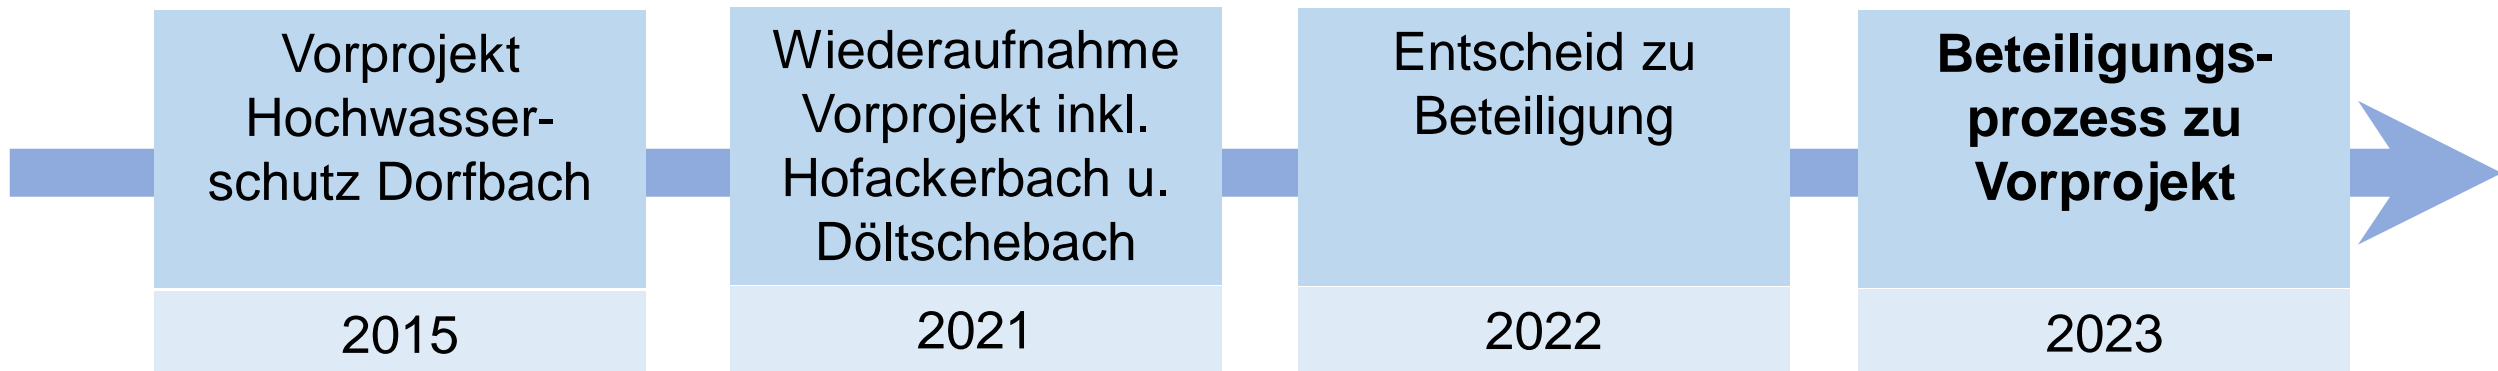 Vorprojekt
Hochwasser-
schutz Dorfbach
2015
Wiederaufnahme
Vorprojekt inkl.
Hofackerbach u.
Döltschebach
2021
Entscheid zu
Beteiligung
2022
Beteiligungs-
prozess zu
Vorprojekt
2023